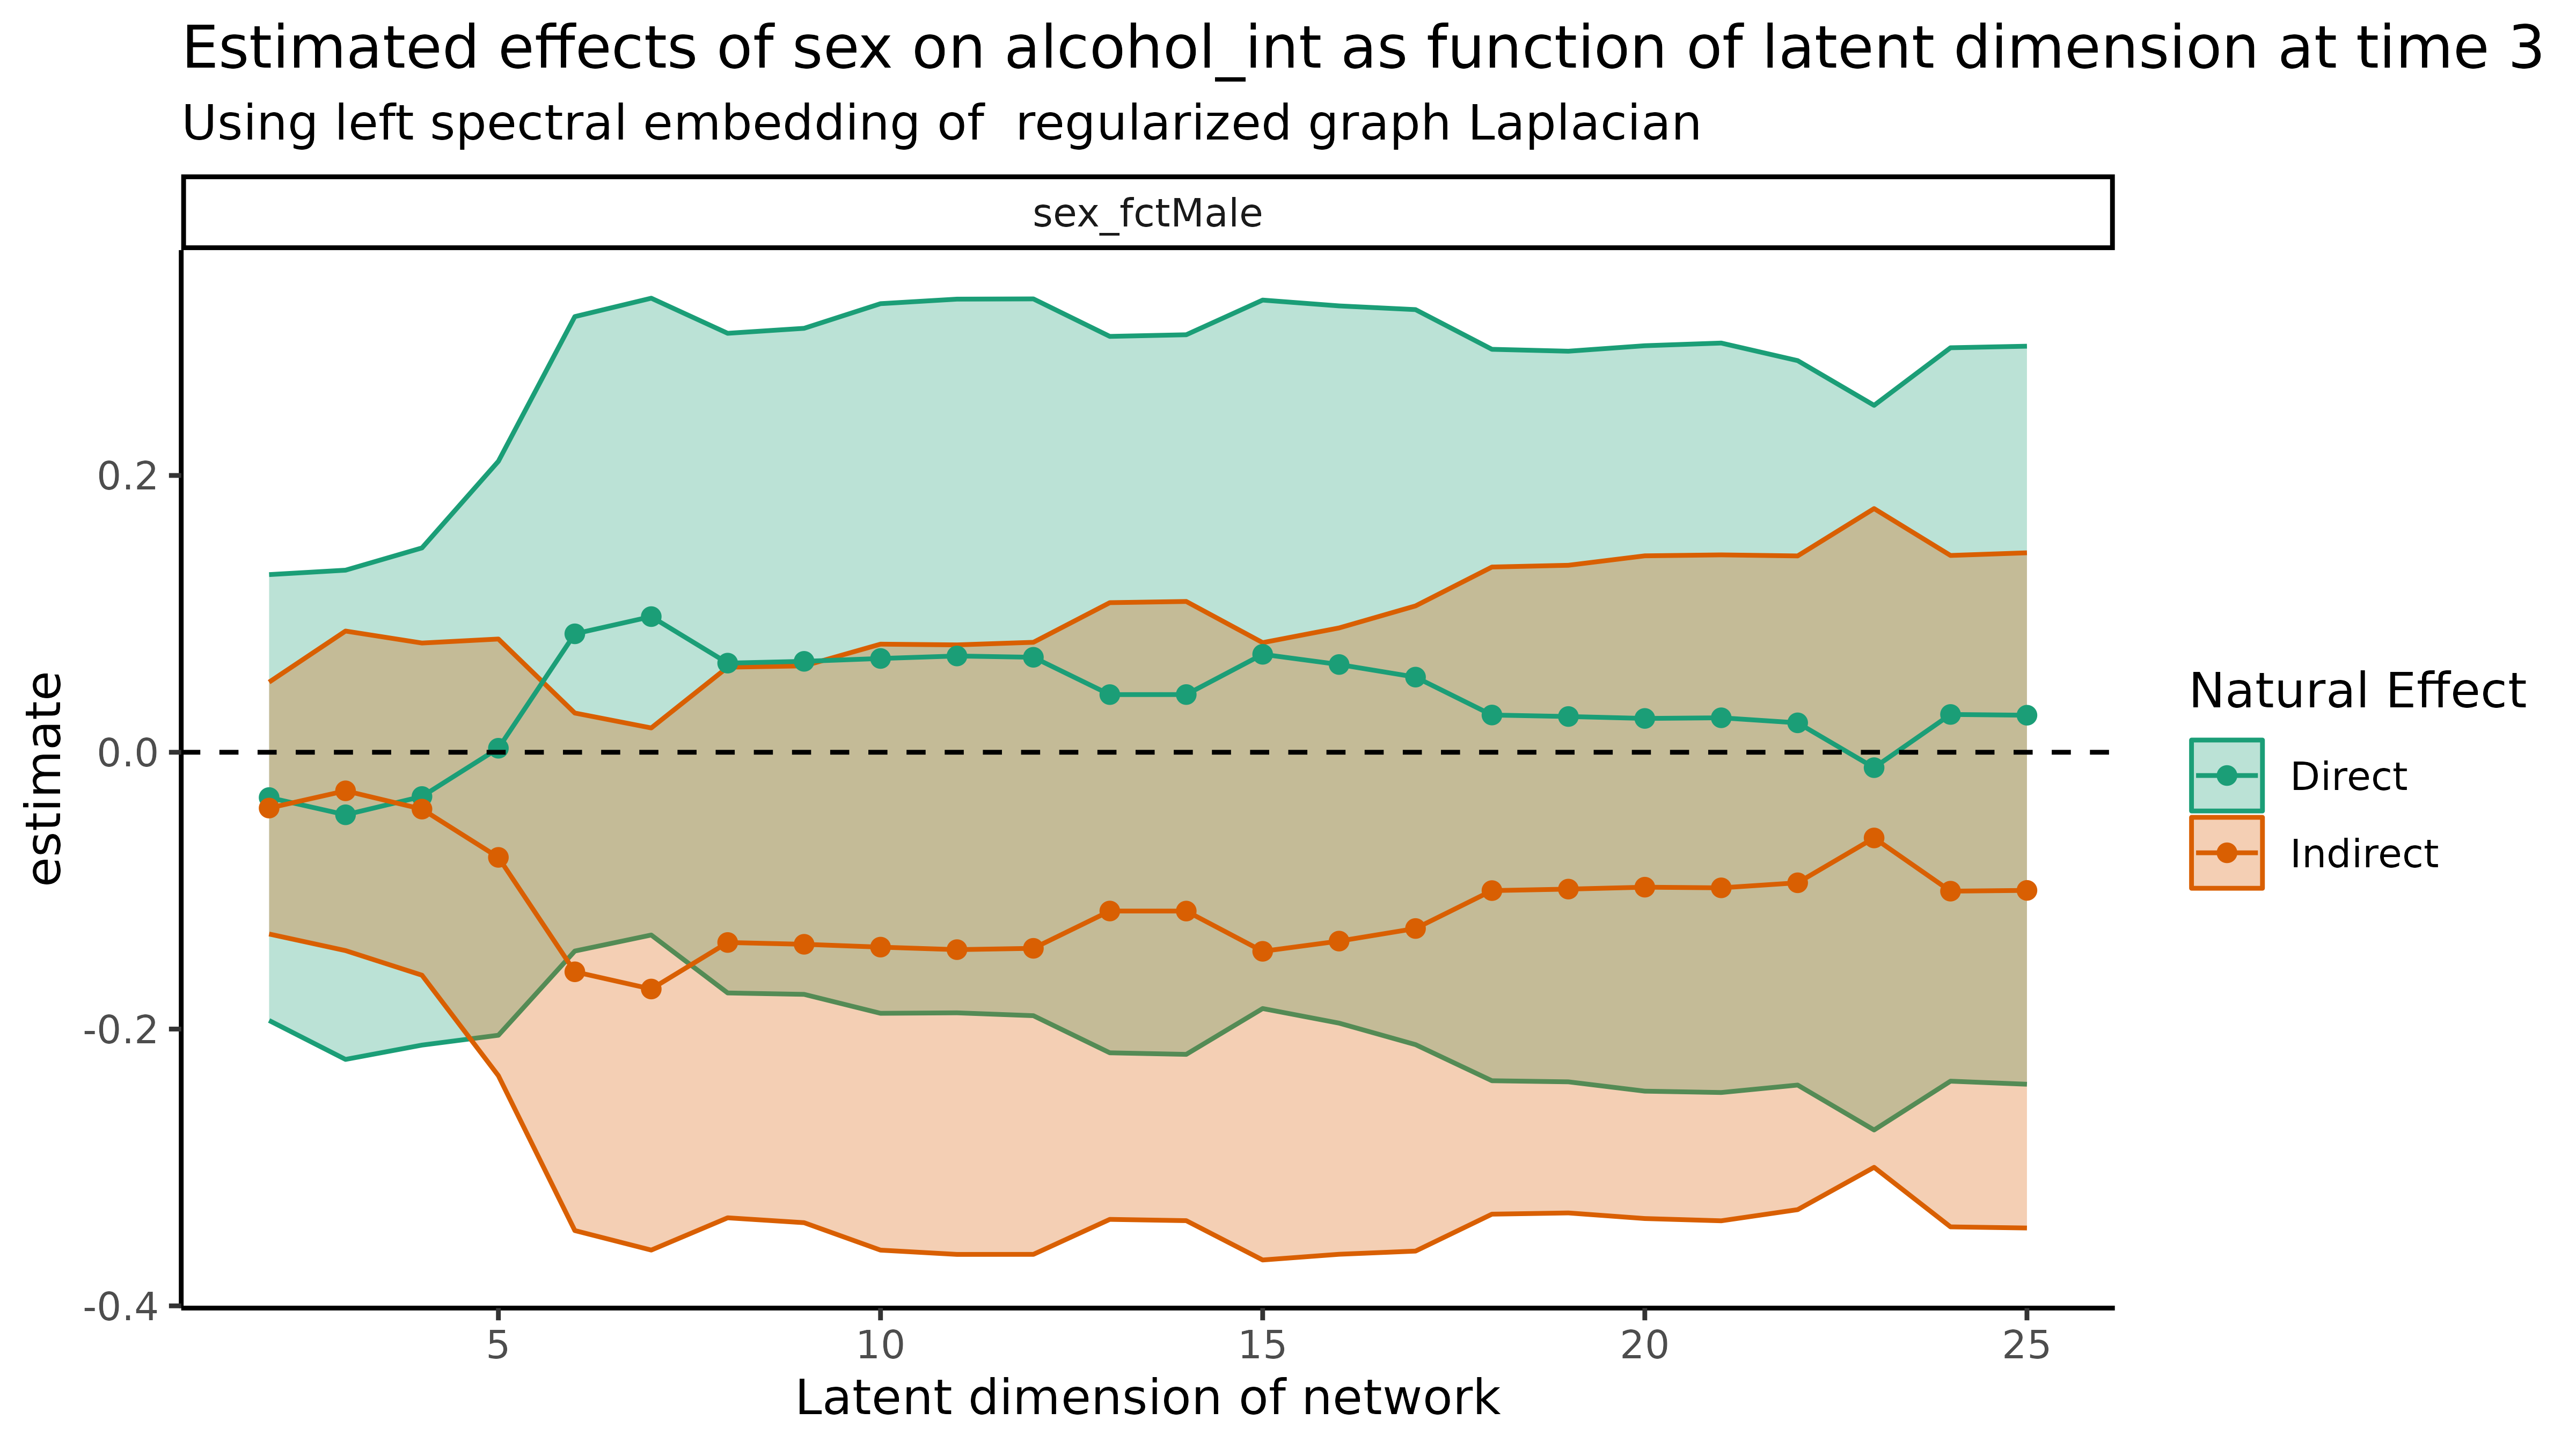 Estimated effects of sex on alcohol_int as function of latent dimension at time 3
Using left spectral embedding of  regularized graph Laplacian
sex_fctMale
estimate
0.2
0.0
-0.2
-0.4
5 10 15 20 25
Latent dimension of network
Natural Effect
Direct
Indirect